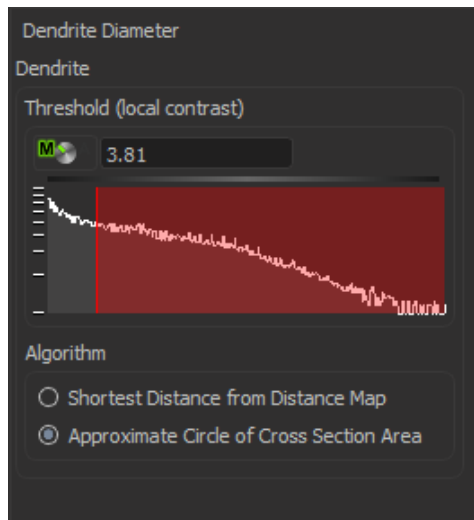 Dendrite Diameter
Dendrite
Threshold (local contrast)
M 3.81
Algorithm
Shortest Distance from Distance Map
Approximate Circle of Cross Section Area